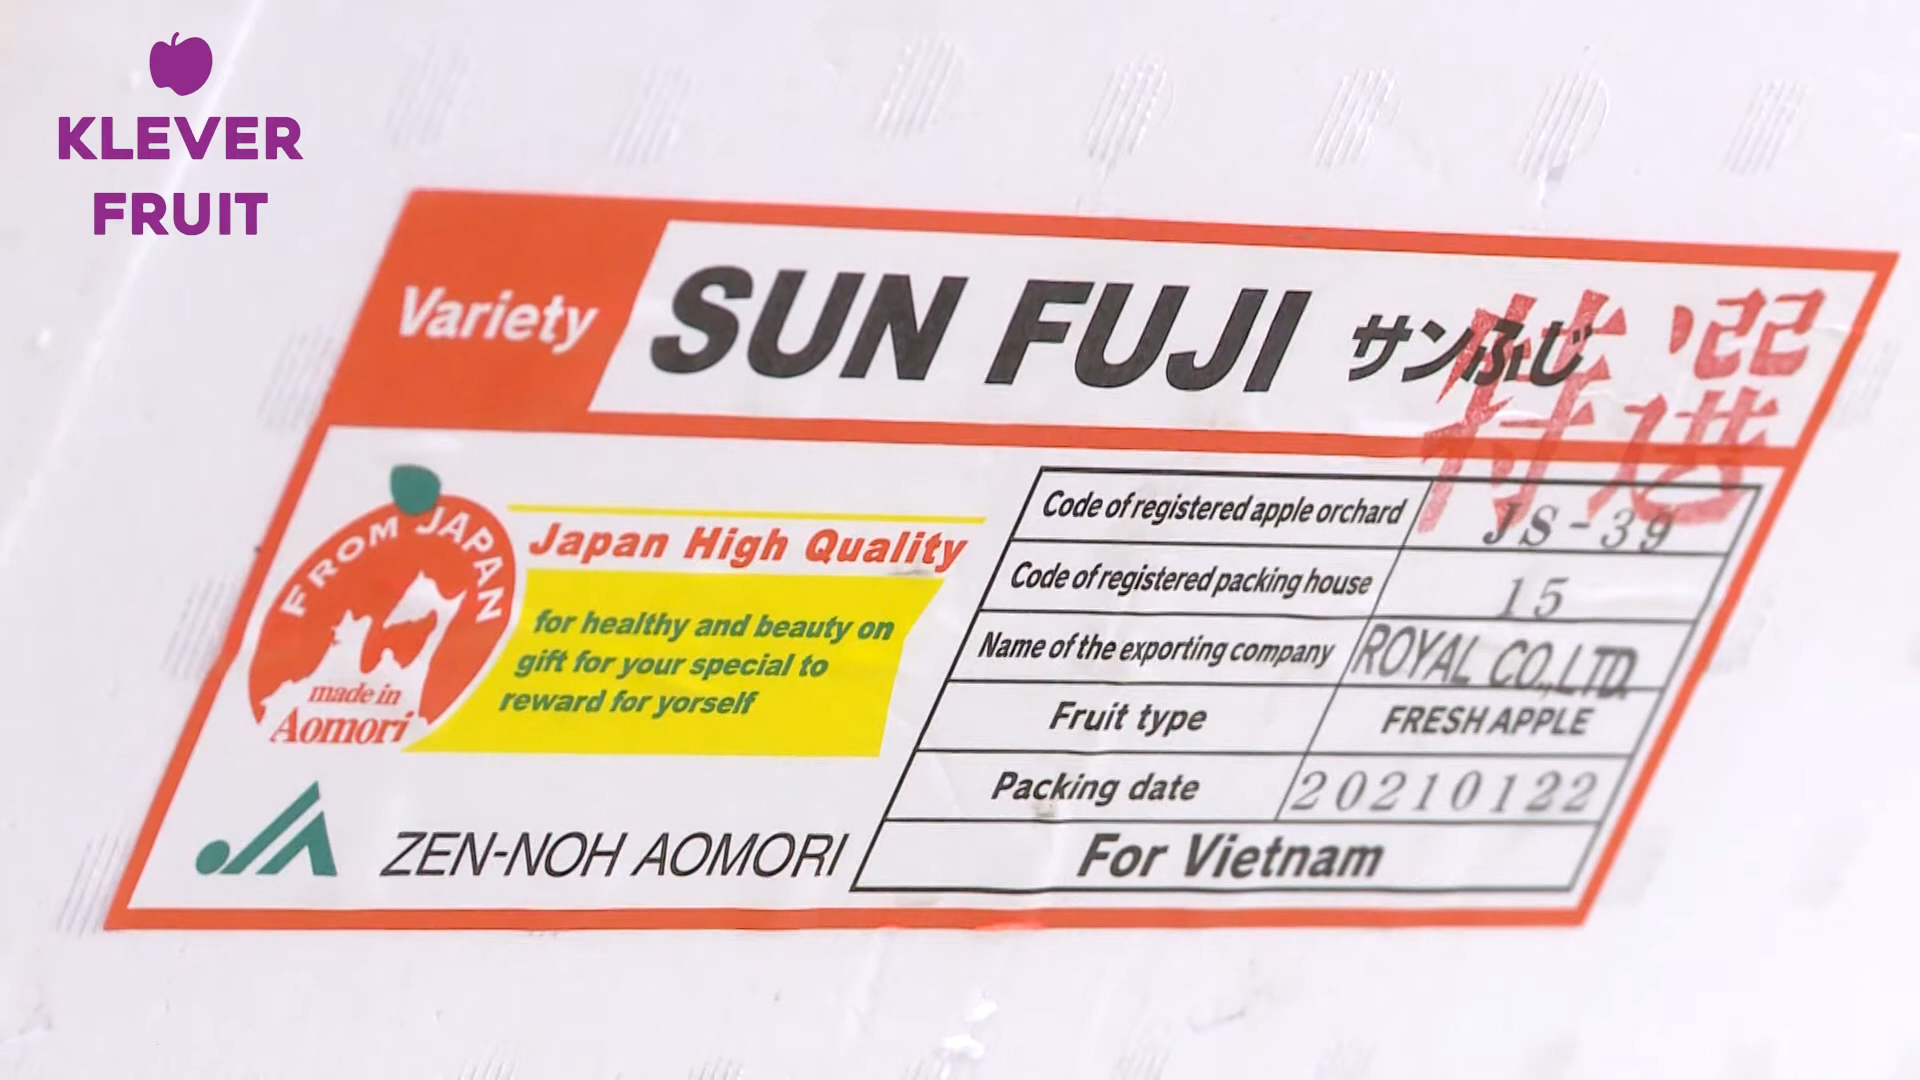 KLEVER
FRUIT
Variety
SUN FUJI サンふじ
特選
FROM JAPAN
made in
Aomori
Japan High Quality
for healthy and beauty on
gift for your special to
reward for yorself
JA
ZEN-NOH AOMORI
Code of registered apple orchard JS-39
Code of registered packing house 15
Name of the exporting company ROYAL CO.,LTD.
Fruit type FRESH APPLE
Packing date 20210122
For Vietnam